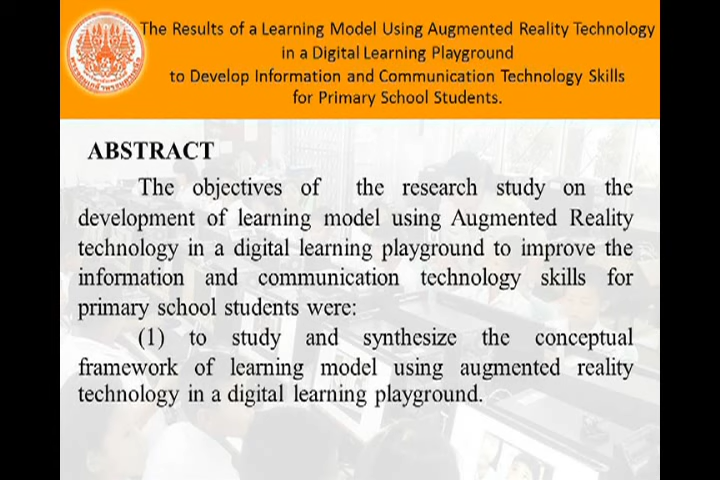 The Results of a Learning Model Using Augmented Reality Technology
in a Digital Learning Playground
to Develop Information and Communication Technology Skills
for Primary School Students.
ABSTRACT
The objectives of the research study on the
development of learning model using Augmented Reality
technology in a digital learning playground to improve the
information and communication technology skills for
primary school students were:
(1) to study and synthesize the conceptual
framework of learning model using augmented reality
technology in a digital learning playground.